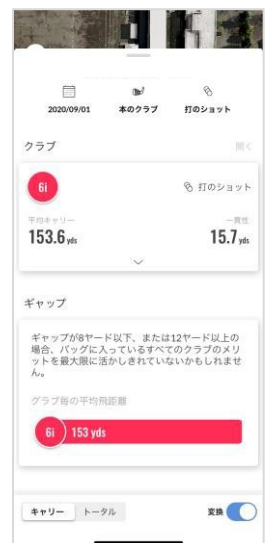 2020/09/01 本のクラブ 打のショット
クラブ 開く
6i 打のショット
平均キャリー 一貫性
153.6 yds 15.7 yds
ギャップ
ギャップが8ヤード以下、または12ヤード以上の
場合、バッグに入っているすべてのクラブのメリ
ットを最大限に活かしきれていないかもしれませ
ん。
クラブ毎の平均飛距離
6i 153 yds
キャリー トータル 変換